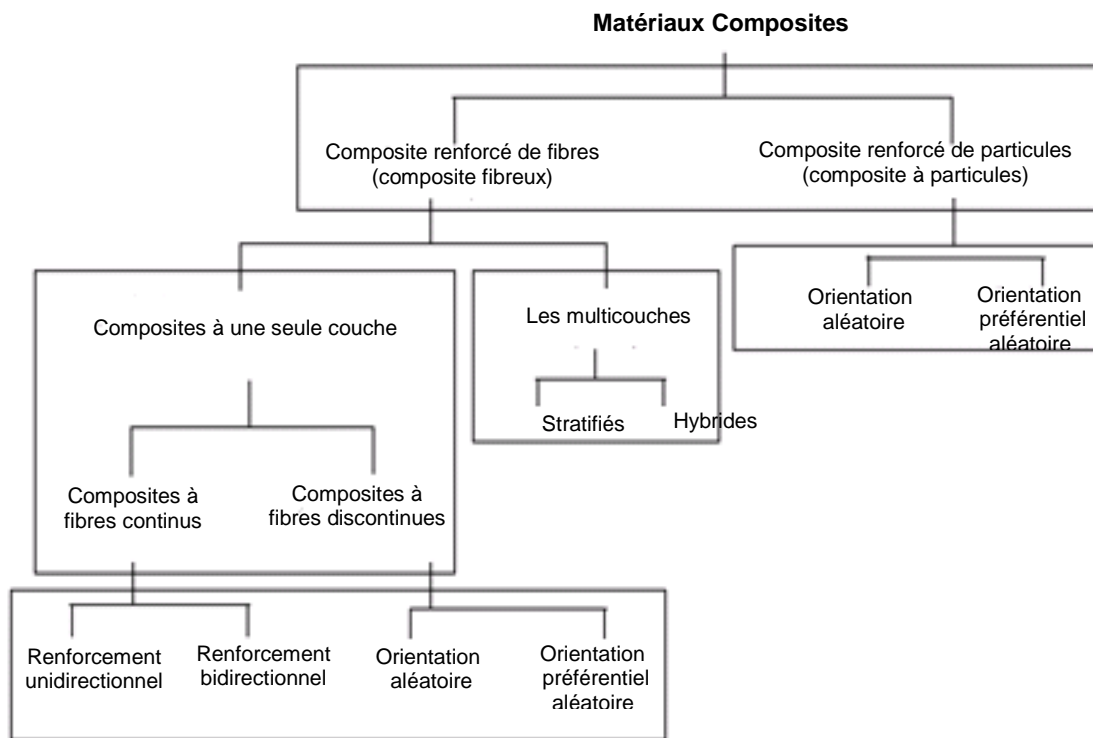 Matériaux Composites
Composite renforcé de fibres
(composite fibreux)
Composite renforcé de particules
(composite à particules)
Composites à une seule couche
Les multicouches
Orientation
aléatoire
Orientation
préférentiel
aléatoire
Stratifiés
Hybrides
Composites à
fibres continus
Composites à
fibres discontinues
Renforcement
unidirectionnel
Renforcement
bidirectionnel
Orientation
aléatoire
Orientation
préférentiel
aléatoire